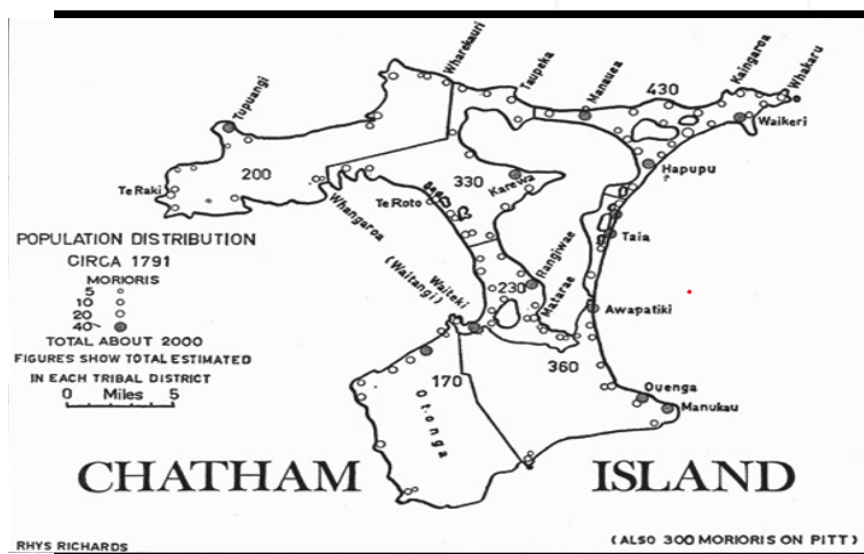 Wharekauri
Taupeka
Manauea
430
Kaingaroa
Whakaru
Tupuangi
Waikeri
200
330
Karewa
Hapupu
Te Raki
Te Roto
Whangaroa
(Waitangi)
Taia
POPULATION DISTRIBUTION
CIRCA 1791
MORIORIS
5
10
20
40
TOTAL ABOUT 2000
FIGURES SHOW TOTAL ESTIMATED
IN EACH TRIBAL DISTRICT
0 Miles 5
Waiteki
230
Rangiwae
Matarae
Awapatiki
170
360
Otonga
Ouenga
Manukau
CHATHAM ISLAND
RHYS RICHARDS
(ALSO 300 MORIORIS ON PITT)